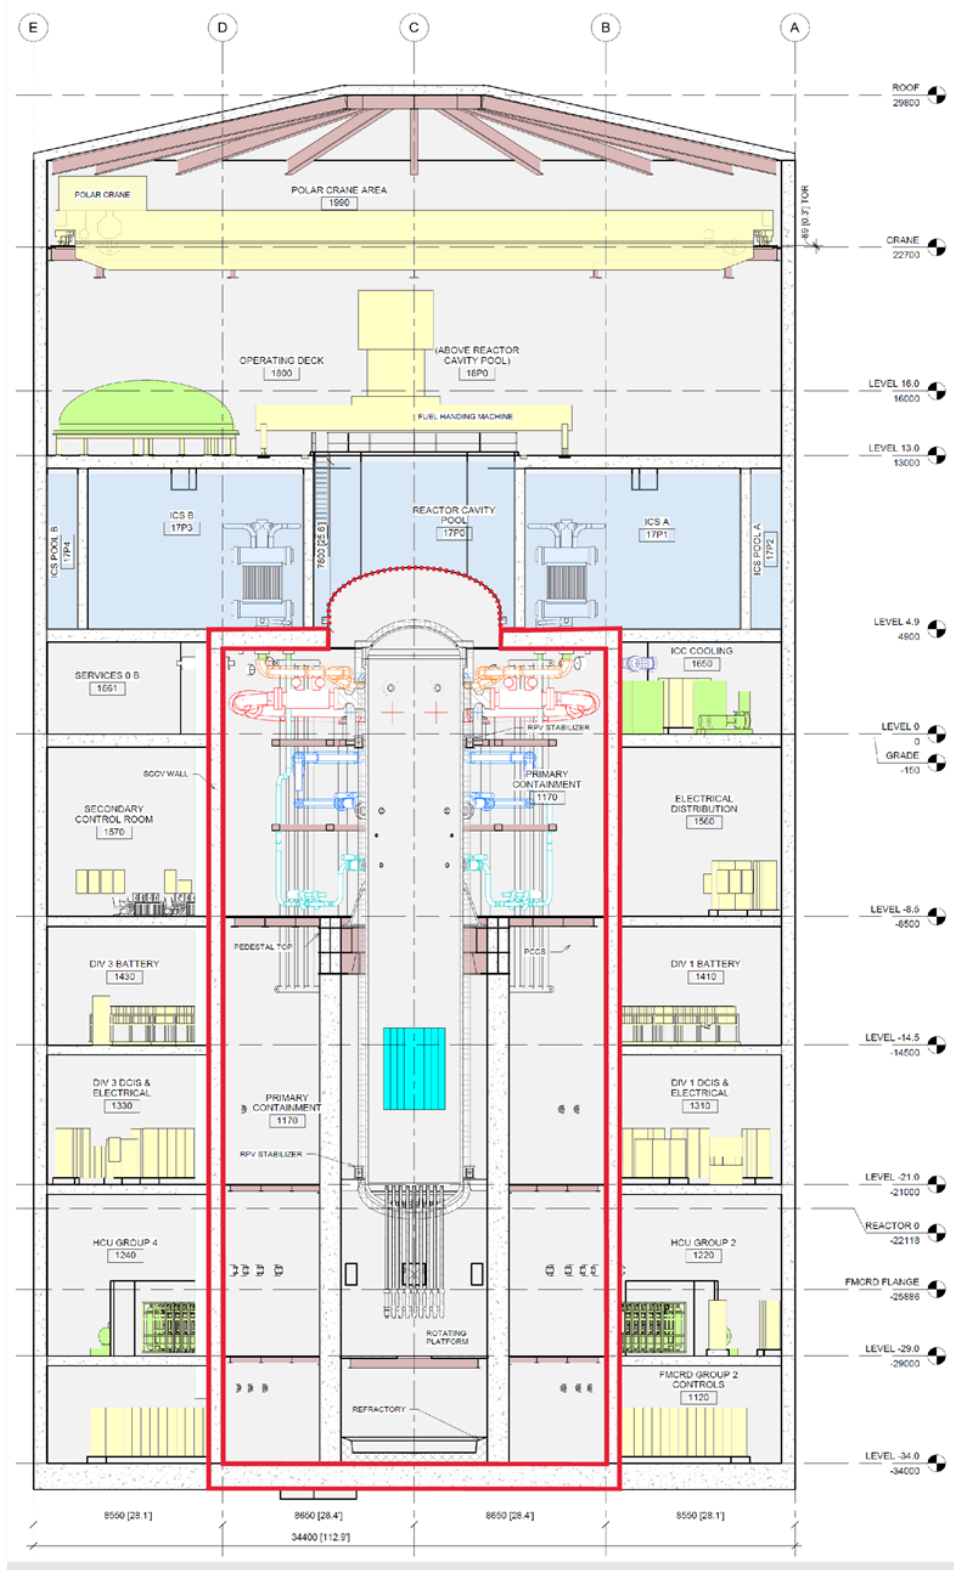 E
D
C
B
A
ROOF
29800
POLAR CRANE
POLAR CRANE AREA
1990
89 [0.3'] TOR
CRANE
22700
OPERATING DECK
1800
(ABOVE REACTOR
CAVITY POOL)
18P0
LEVEL 16.0
16000
FUEL HANDING MACHINE
LEVEL 13.0
13000
ICS POOL B
17P4
ICS B
17P3
7800 [25.6']
REACTOR CAVITY
POOL
17P0
ICS A
17P1
ICS POOL A
17P2
LEVEL 4.9
4900
SERVICES 0 B
1661
ICC COOLING
1650
RPV STABILIZER
LEVEL 0
0
GRADE
-150
SCCV WALL
PRIMARY
CONTAINMENT
1170
SECONDARY
CONTROL ROOM
1570
ELECTRICAL
DISTRIBUTION
1560
LEVEL -8.5
-8500
PEDESTAL TOP
PCCS
DIV 3 BATTERY
1430
DIV 1 BATTERY
1410
LEVEL -14.5
-14500
DIV 3 DCIS &
ELECTRICAL
1330
PRIMARY
CONTAINMENT
1170
DIV 1 DCIS &
ELECTRICAL
1310
RPV STABILIZER
LEVEL -21.0
-21000
REACTOR 0
-22118
HCU GROUP 4
1240
HCU GROUP 2
1220
FMCRD FLANGE
-25886
ROTATING
PLATFORM
LEVEL -29.0
-29000
FMCRD GROUP 2
CONTROLS
1120
REFRACTORY
LEVEL -34.0
-34000
8550 [28.1']
8650 [28.4']
8650 [28.4']
8550 [28.1']
34400 [112.9']